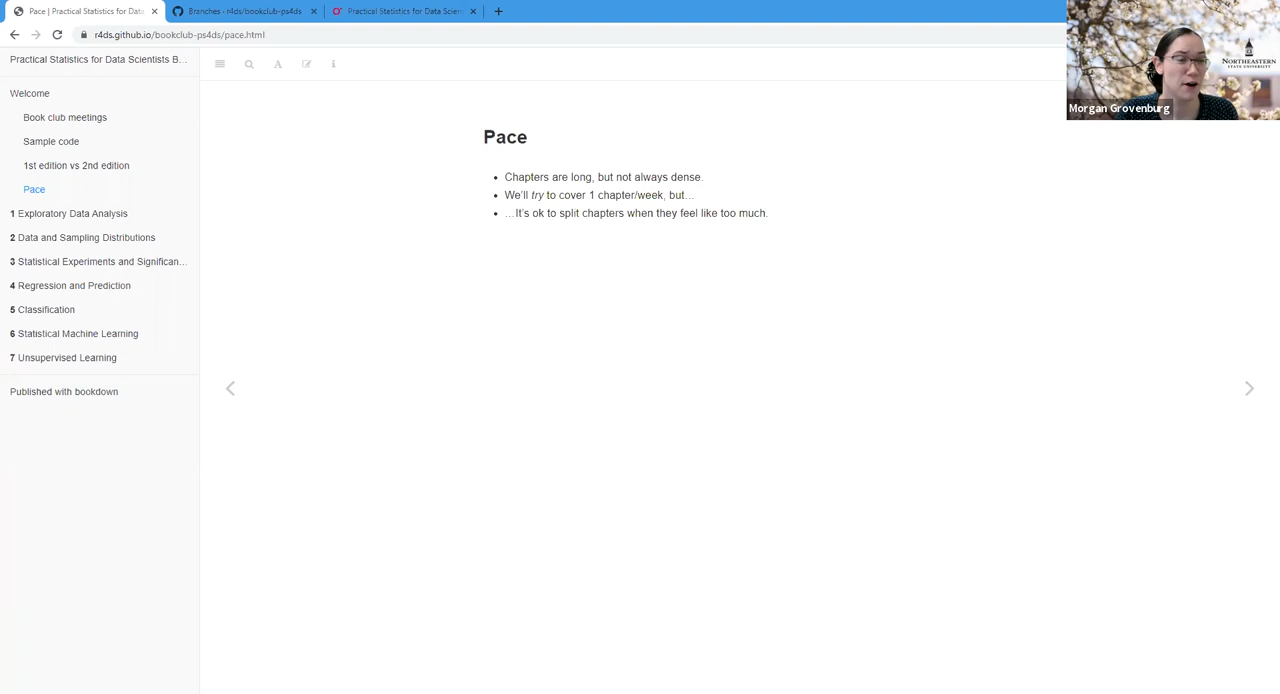 Pace | Practical Statistics for Data
Branches · r4ds/bookclub-ps4ds
Practical Statistics for Data Scien
r4ds.github.io/bookclub-ps4ds/pace.html
NORTHEASTERN
STATE UNIVERSITY
Morgan Grovenburg
Practical Statistics for Data Scientists B...
Welcome
Book club meetings
Sample code
1st edition vs 2nd edition
Pace
1 Exploratory Data Analysis
2 Data and Sampling Distributions
3 Statistical Experiments and Significan...
4 Regression and Prediction
5 Classification
6 Statistical Machine Learning
7 Unsupervised Learning
Published with bookdown
Pace
• Chapters are long, but not always dense.
• We'll try to cover 1 chapter/week, but…
• …It's ok to split chapters when they feel like too much.